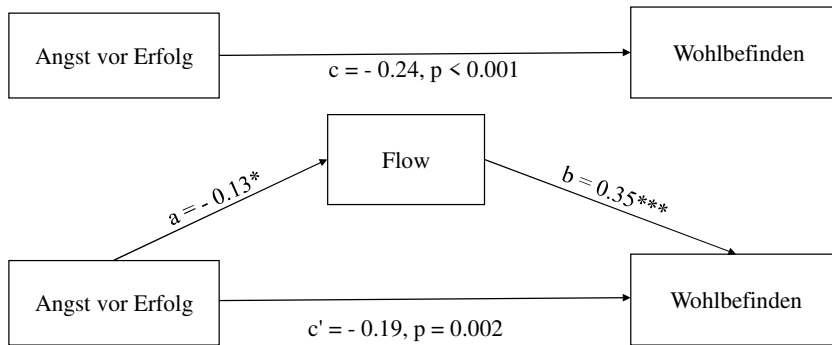 Angst vor Erfolg
Wohlbefinden
c = - 0.24, p < 0.001
Flow
a = - 0.13*
b = 0.35***
Angst vor Erfolg
Wohlbefinden
c' = - 0.19, p = 0.002